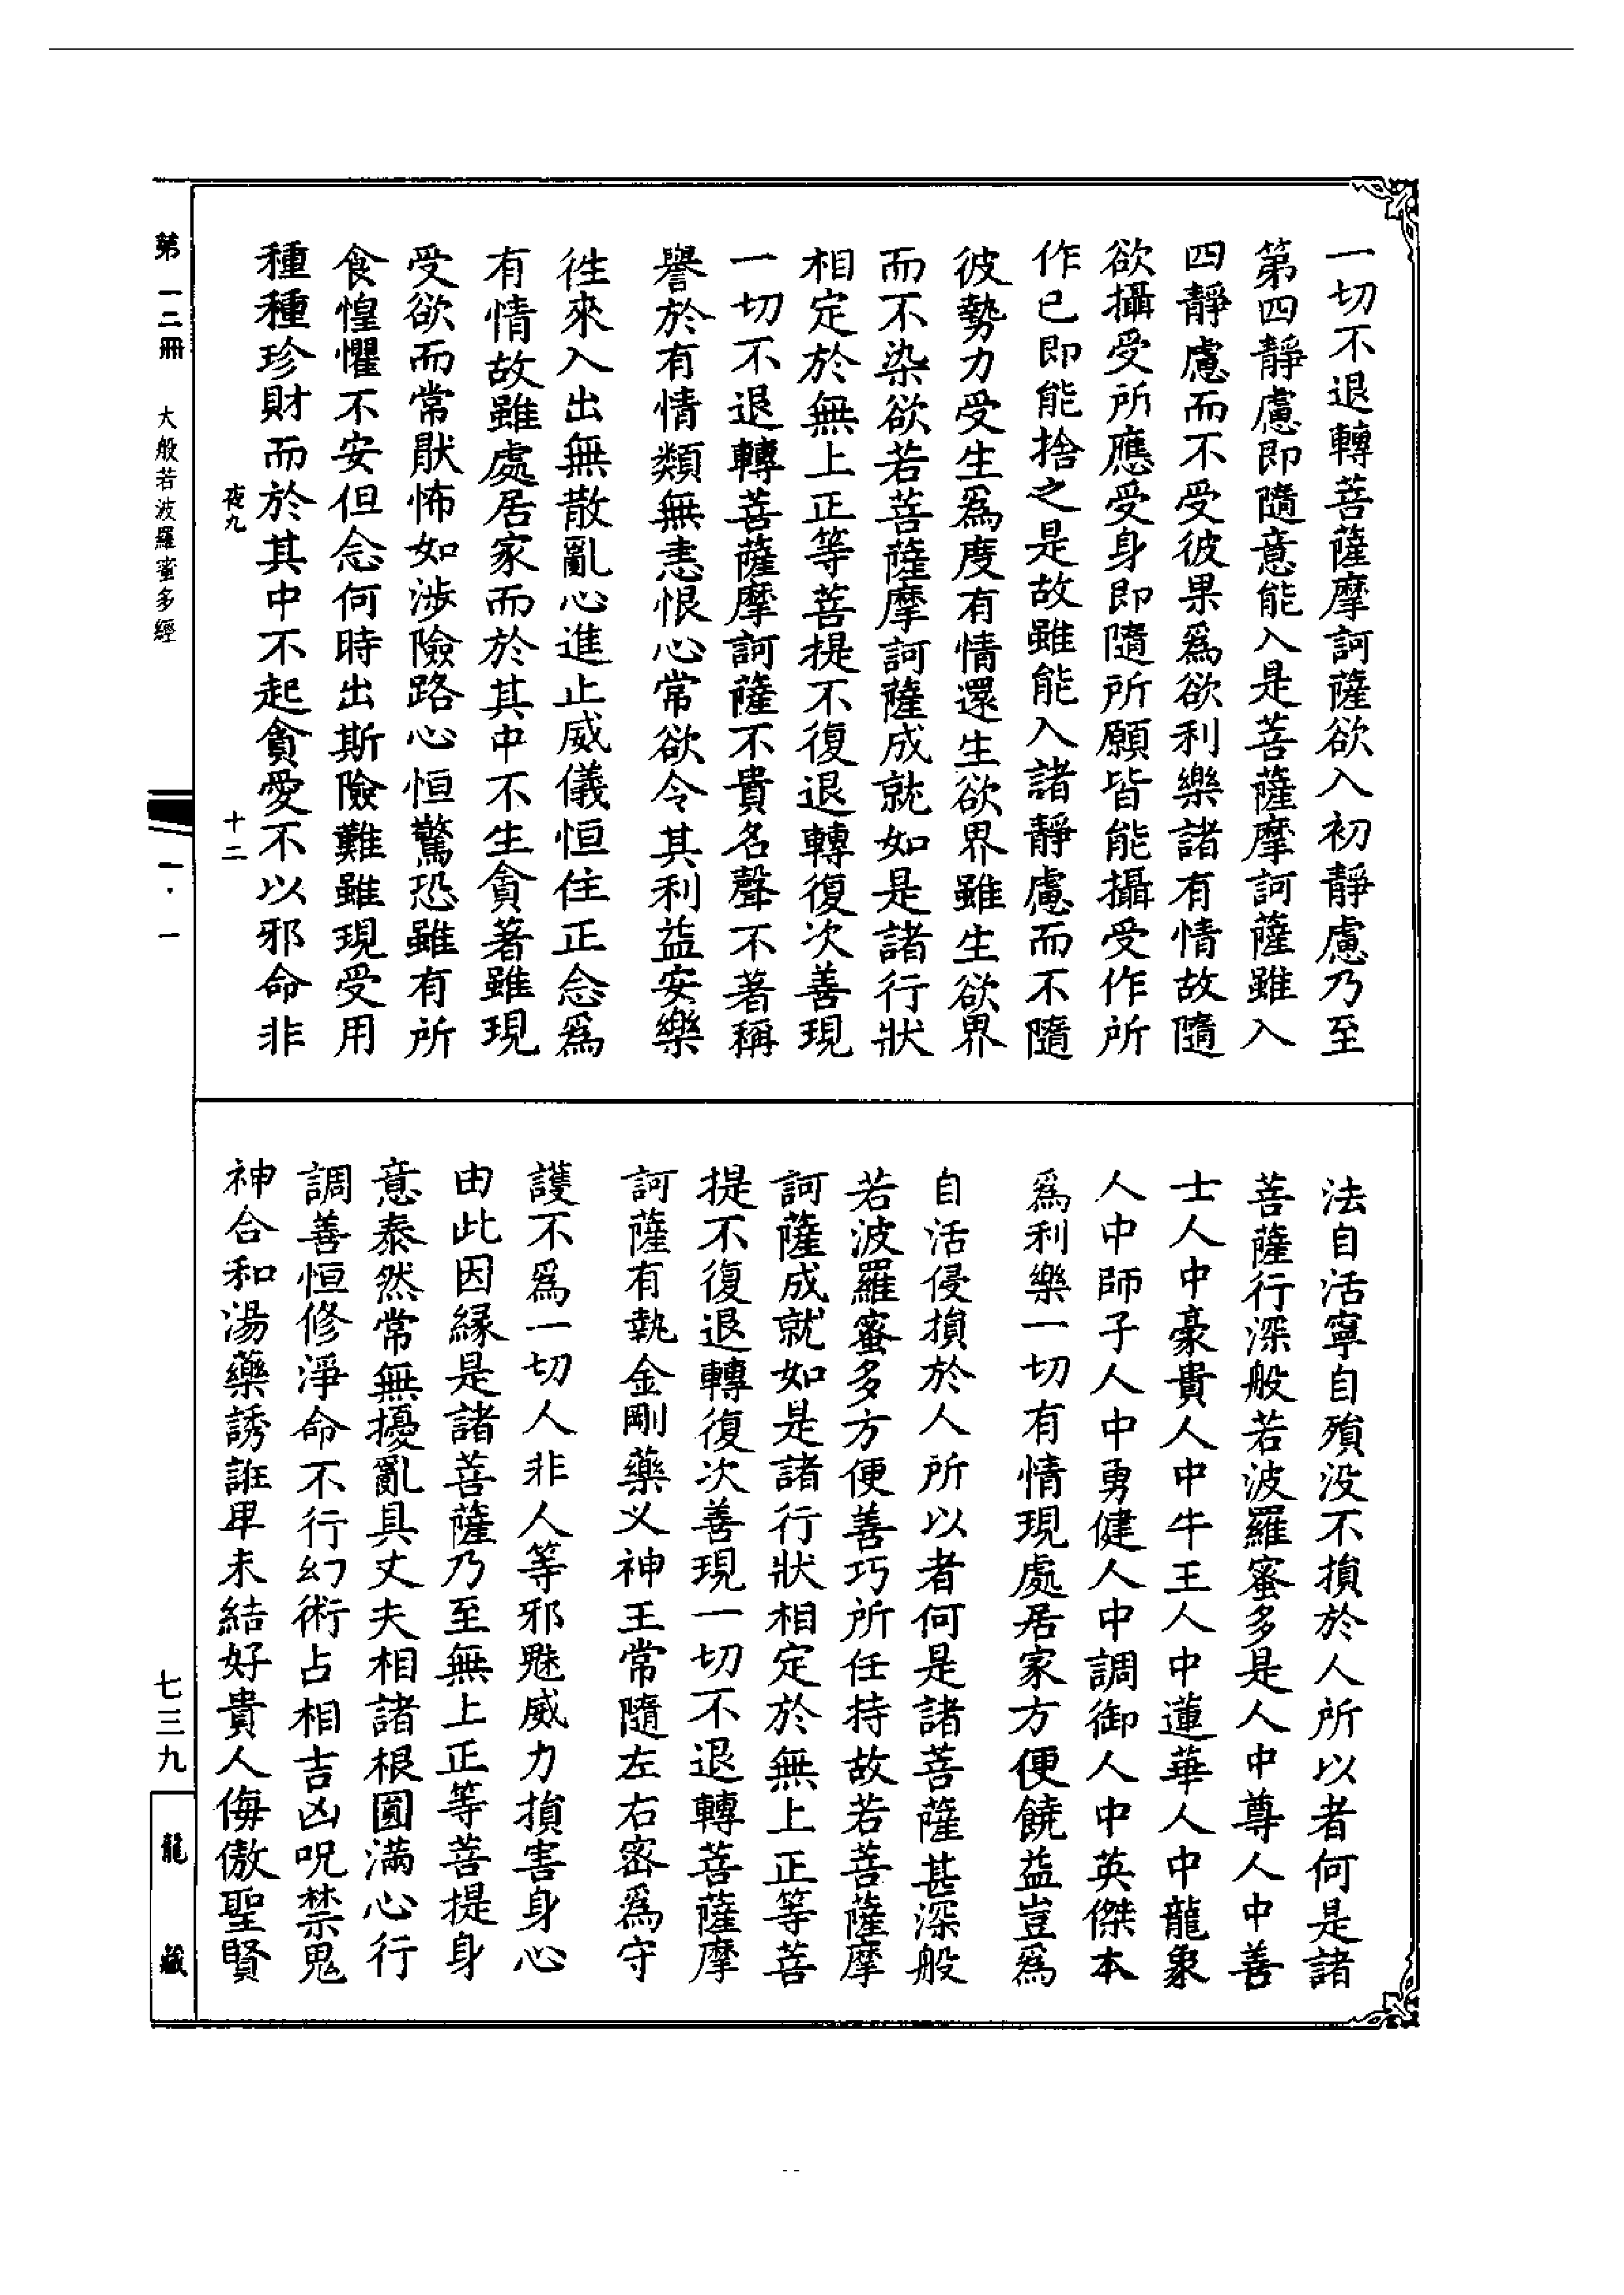 一切不退轉菩薩摩訶薩欲入初靜慮乃至
第四靜慮即隨意能入是菩薩摩訶薩雖入
四靜慮而不受彼果爲欲利樂諸有情故隨
欲攝受所應受身即隨所願皆能攝受作所
作已即能捨之是故雖能入諸靜慮而不隨
彼勢力受生爲度有情還生欲界雖生欲界
而不染欲若菩薩摩訶薩成就如是諸行狀
相定於無上正等菩提不復退轉復次善現
一切不退轉菩薩摩訶薩不貴名聲不著稱
譽於有情類無恚恨心常欲令其利益安樂
徃來入出無散亂心進止威儀恒住正念爲
有情故雖處居家而於其中不生貪著雖現
受欲而常猒怖如涉險路心恒驚恐雖有所
食惶懼不安但念何時出斯險難雖現受用
種種珍財而於其中不起貪愛不以邪命非
夜九 十二
法自活寧自殞没不損於人所以者何是諸
菩薩行深般若波羅蜜多是人中尊人中善
士人中豪貴人中牛王人中蓮華人中龍象
人中師子人中勇健人中調御人中英傑本
爲利樂一切有情現處居家方便饒益豈爲
自活侵損於人所以者何是諸菩薩甚深般
若波羅蜜多方便善巧所任持故若菩薩摩
訶薩成就如是諸行狀相定於無上正等菩
提不復退轉復次善現一切不退轉菩薩摩
訶薩有執金剛藥义神王常隨左右密爲守
護不爲一切人非人等邪魅威力損害身心
由此因縁是諸菩薩乃至無上正等菩提身
意泰然常無擾亂具丈夫相諸根圓滿心行
調善恒修淨命不行幻術占相吉凶呪禁鬼
神合和湯藥誘誑卑末結好貴人侮傲聖賢
第一二冊 大般若波羅蜜多經 一·一 七三九 龍藏